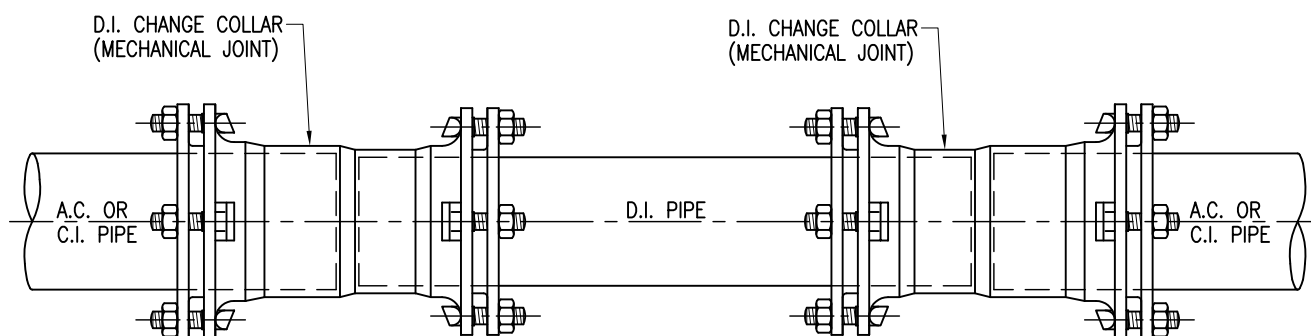 D.I. CHANGE COLLAR
(MECHANICAL JOINT)
D.I. CHANGE COLLAR
(MECHANICAL JOINT)
A.C. OR
C.I. PIPE
D.I. PIPE
A.C. OR
C.I. PIPE